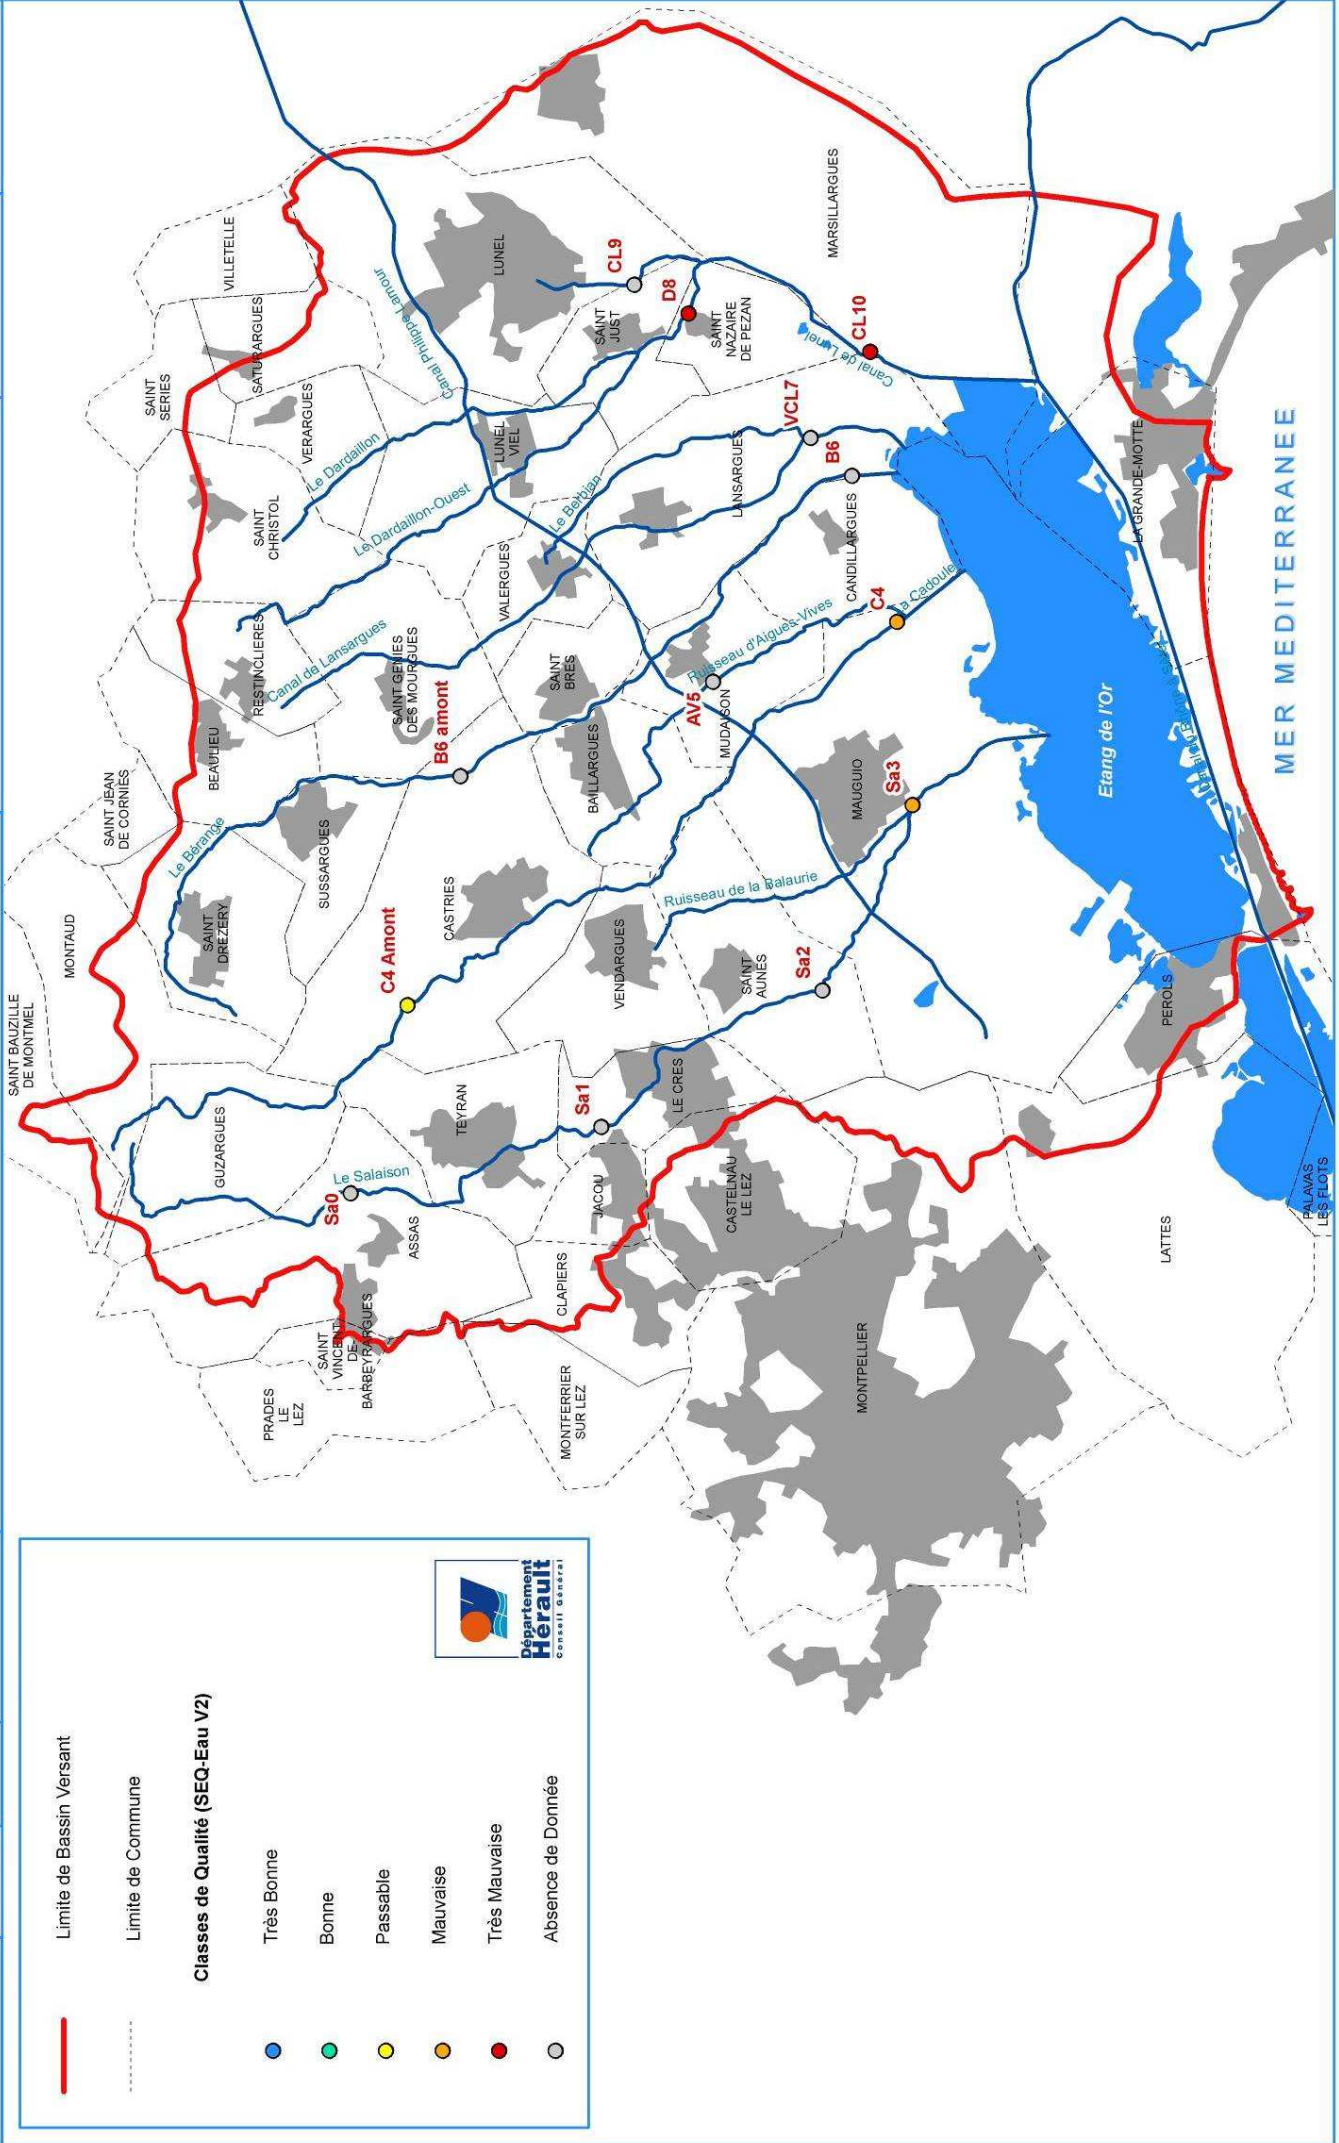 Limite de Bassin Versant
Limite de Commune
Classes de Qualité (SEQ-Eau V2)
Très Bonne
Bonne
Passable
Mauvaise
Très Mauvaise
Absence de Donnée
Département
Hérault
Conseil Général
SAINT BAUZILLE
DE MONTMEL
MONTAUD
SAINT JEAN
DE CORNIES
GUZARGUES
SAINT
DREZERY
Le Bérange
BEAULIEU
RESTINCLIERES
SUSSARGUES
SAINT
SERIES
SATURARGUES
VILLETELLE
VERARGUES
SAINT
CHRISTOL
Le Dardaillon
Le Dardaillon-Ouest
Canal de Lansargues
Canal Philippe Lamour
PRADES
LE
LEZ
SAINT
VINCENT
DE
BARBEYRARGUES
Sa0
Le Salaison
ASSAS
TEYRAN
C4 Amont
CASTRIES
B6 amont
SAINT GENIES
DES MOURGUES
VALERGUES
LUNEL
VIEL
LUNEL
Le Berbian
MONTFERRIER
SUR LEZ
CLAPIERS
JACOU
Sa1
LE CRES
VENDARGUES
BAILLARGUES
SAINT
BRES
SAINT
JUST
CL9
D8
SAINT
NAZAIRE
DE PEZAN
CASTELNAU
LE LEZ
SAINT
AUNES
Ruisseau de la Balaurie
AV5
MUDAISON
Ruisseau d'Aigues-Vives
LANSARGUES
VCL7
B6
CANDILLARGUES
Canal de Lunel
CL10
MARSILLARGUES
Sa2
MAUGUIO
Sa3
C4
La Cadoule
MONTPELLIER
LATTES
PEROLS
Etang de l'Or
LA GRANDE-MOTTE
PALAVAS
LES FLOTS
MER MEDITERRANEE